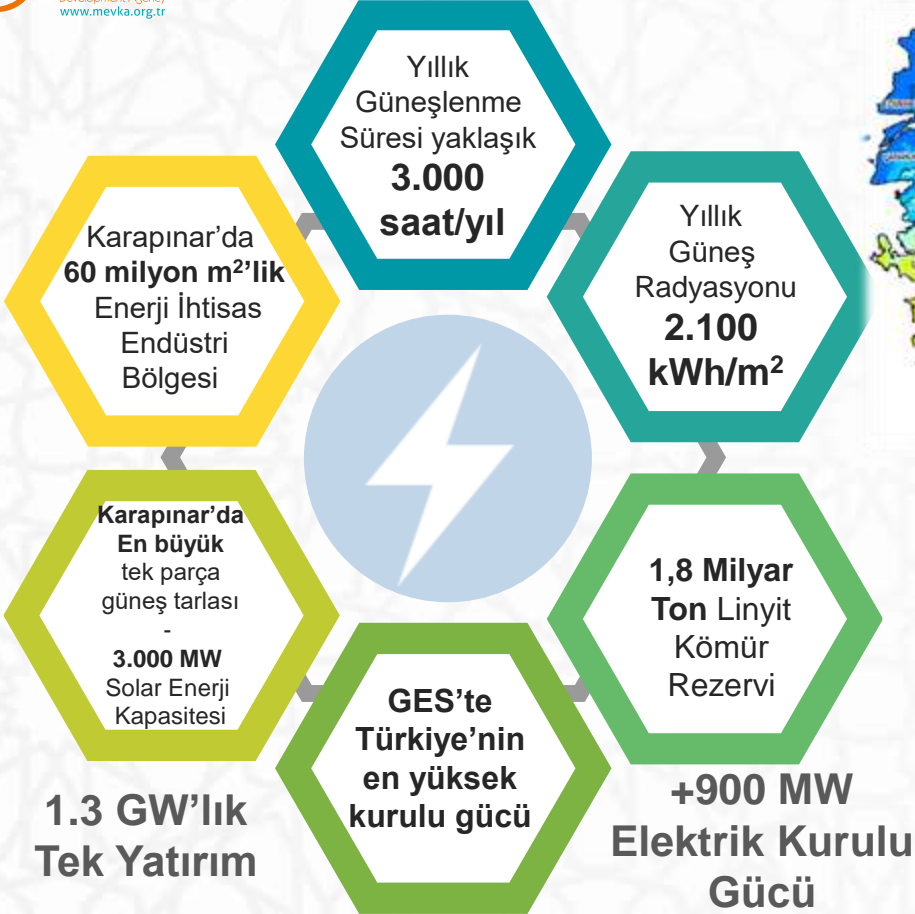 Development Agency
www.mevka.org.tr
Yıllık
Güneşlenme
Süresi yaklaşık
3.000
saat/yıl
Yıllık
Güneş
Radyasyonu
2.100
kWh/m²
1,8 Milyar
Ton Linyit
Kömür
Rezervi
GES’te
Türkiye’nin
en yüksek
kurulu gücü
Karapınar’da
En büyük
tek parça
güneş tarlası
-
3.000 MW
Solar Enerji
Kapasitesi
Karapınar’da
60 milyon m²’lik
Enerji İhtisas
Endüstri
Bölgesi
1.3 GW’lık
Tek Yatırım
+900 MW
Elektrik Kurulu
Gücü